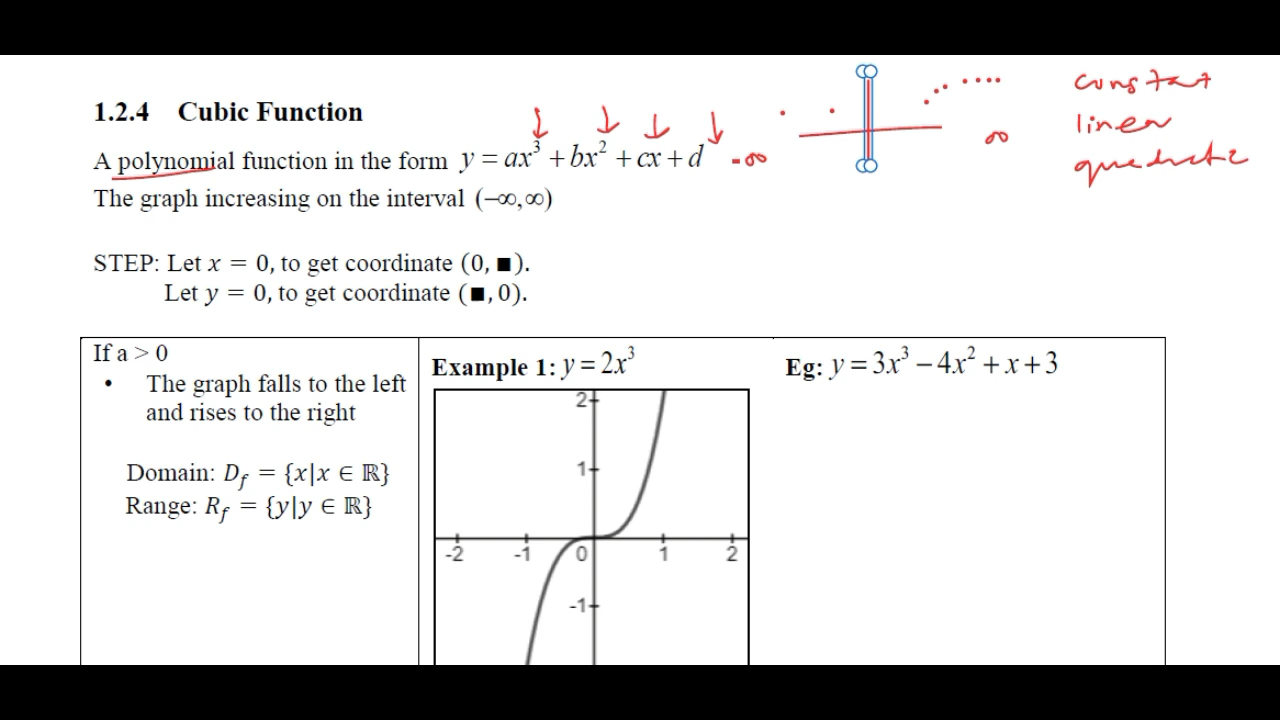 1.2.4 Cubic Function
A polynomial function in the form y = ax³ + bx² + cx + d
-∞
∞
constant
liner
quadratic
The graph increasing on the interval (−∞,∞)
STEP: Let x = 0, to get coordinate (0, ■).
Let y = 0, to get coordinate (■, 0).
If a > 0
• The graph falls to the left
and rises to the right
Domain: D_f = {x|x ∈ ℝ}
Range: R_f = {y|y ∈ ℝ}
Example 1: y = 2x³
2
1
-2 -1 0 1 2
-1
Eg: y = 3x³ − 4x² + x + 3